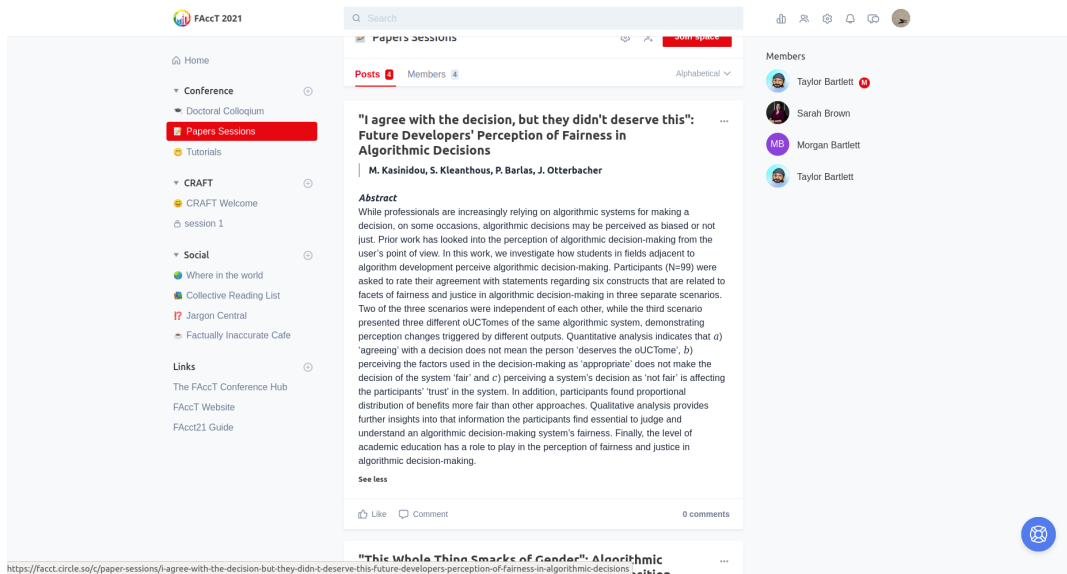 FAccT 2021
Search
Home
Conference
Doctoral Colloqium
Papers Sessions
Tutorials
CRAFT
CRAFT Welcome
session 1
Social
Where in the world
Collective Reading List
Jargon Central
Factually Inaccurate Cafe
Links
The FAccT Conference Hub
FAccT Website
FAcct21 Guide
Papers Sessions
Join space
Posts 4 Members 4
Alphabetical
"I agree with the decision, but they didn't deserve this":
Future Developers' Perception of Fairness in
Algorithmic Decisions
M. Kasinidou, S. Kleanthous, P. Barlas, J. Otterbacher
Abstract
While professionals are increasingly relying on algorithmic systems for making a
decision, on some occasions, algorithmic decisions may be perceived as biased or not
just. Prior work has looked into the perception of algorithmic decision-making from the
user's point of view. In this work, we investigate how students in fields adjacent to
algorithm development perceive algorithmic decision-making. Participants (N=99) were
asked to rate their agreement with statements regarding six constructs that are related to
facets of fairness and justice in algorithmic decision-making in three separate scenarios.
Two of the three scenarios were independent of each other, while the third scenario
presented three different oUCTomes of the same algorithmic system, demonstrating
perception changes triggered by different outputs. Quantitative analysis indicates that a)
‘agreeing’ with a decision does not mean the person ‘deserves the oUCTome’, b)
perceiving the factors used in the decision-making as ‘appropriate’ does not make the
decision of the system ‘fair’ and c) perceiving a system's decision as ‘not fair’ is affecting
the participants’ ‘trust’ in the system. In addition, participants found proportional
distribution of benefits more fair than other approaches. Qualitative analysis provides
further insights into that information the participants find essential to judge and
understand an algorithmic decision-making system's fairness. Finally, the level of
academic education has a role to play in the perception of fairness and justice in
algorithmic decision-making.
See less
Like Comment 0 comments
"This Whole Thing Smacks of Gender": Algorithmic
Members
Taylor Bartlett M
Sarah Brown
MB Morgan Bartlett
Taylor Bartlett
https://facct.circle.so/c/paper-sessions/i-agree-with-the-decision-but-they-didn-t-deserve-this-future-developers-perception-of-fairness-in-algorithmic-decisions